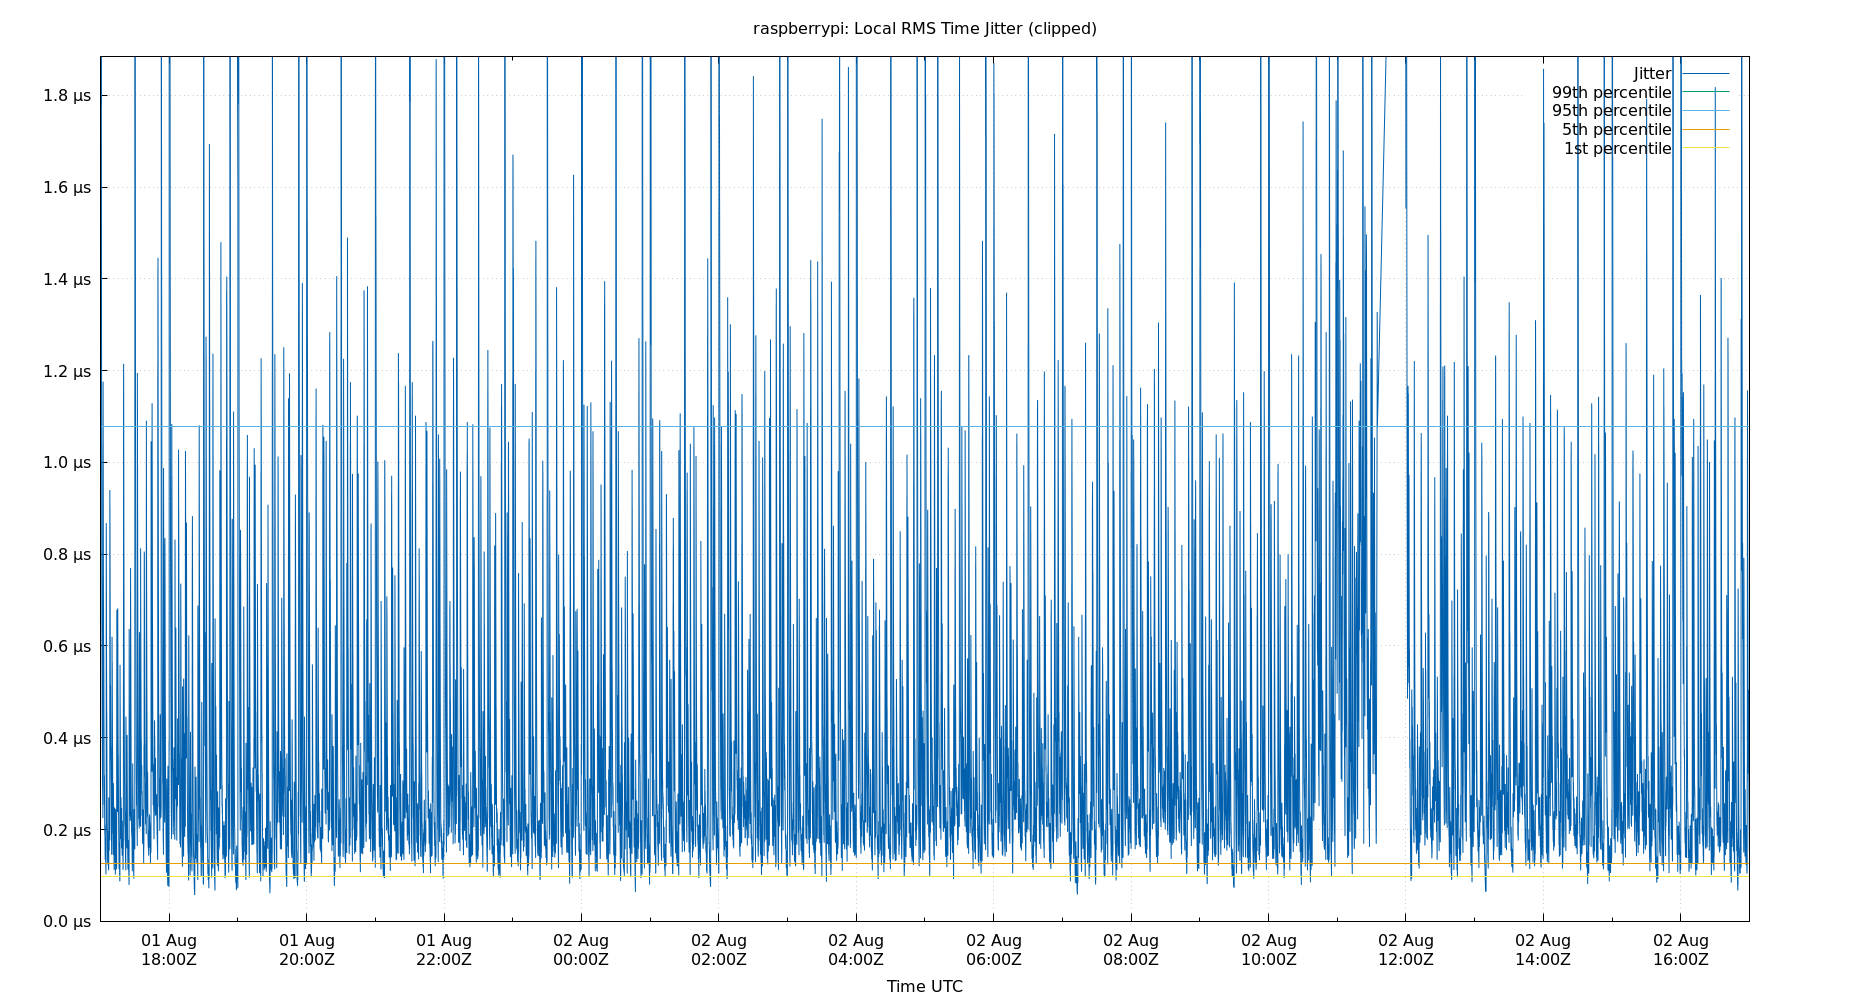 raspberrypi: Local RMS Time Jitter (clipped)
Jitter
99th percentile
95th percentile
5th percentile
1st percentile
1.8 µs
1.6 µs
1.4 µs
1.2 µs
1.0 µs
0.8 µs
0.6 µs
0.4 µs
0.2 µs
0.0 µs
01 Aug 01 Aug 01 Aug 02 Aug 02 Aug 02 Aug 02 Aug 02 Aug 02 Aug 02 Aug 02 Aug 02 Aug
18:00Z 20:00Z 22:00Z 00:00Z 02:00Z 04:00Z 06:00Z 08:00Z 10:00Z 12:00Z 14:00Z 16:00Z
Time UTC